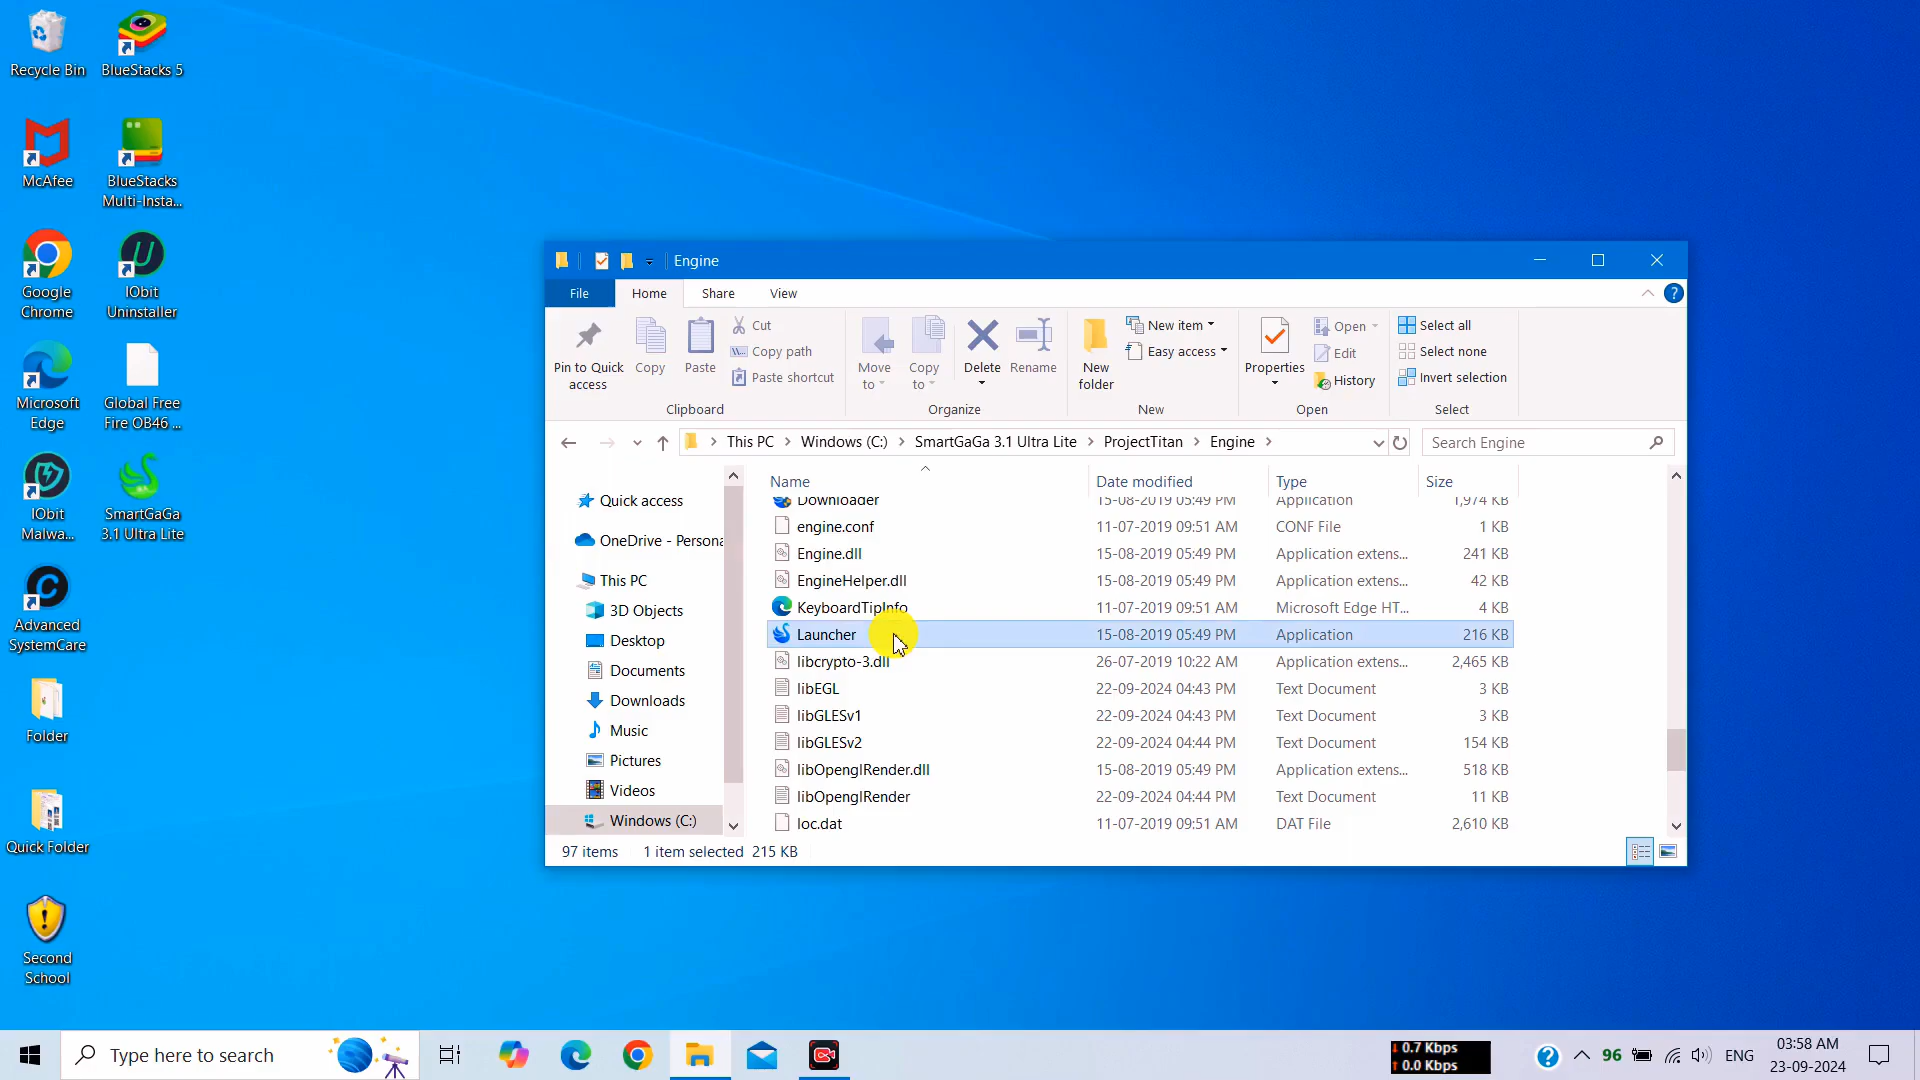 Recycle Bin
BlueStacks 5
McAfee
BlueStacks
Multi-Insta...
Google
Chrome
IObit
Uninstaller
Microsoft
Edge
Global Free
Fire OB46 ...
IObit
Malwa...
SmartGaGa
3.1 Ultra Lite
Advanced
SystemCare
Folder
Quick Folder
Second
School
Engine
File
Home
Share
View
Pin to Quick
access
Copy
Paste
Cut
Copy path
Paste shortcut
Clipboard
Move
to
Copy
to
Delete
Rename
Organize
New
folder
New item
Easy access
New
Properties
Open
Edit
History
Open
Select all
Select none
Invert selection
Select
This PC
Windows (C:)
SmartGaGa 3.1 Ultra Lite
ProjectTitan
Engine
Search Engine
Quick access
OneDrive - Persona
This PC
3D Objects
Desktop
Documents
Downloads
Music
Pictures
Videos
Windows (C:)
Name Date modified Type Size
Downloader 15-08-2019 05:49 PM Application 1,974 KB
engine.conf 11-07-2019 09:51 AM CONF File 1 KB
Engine.dll 15-08-2019 05:49 PM Application extens... 241 KB
EngineHelper.dll 15-08-2019 05:49 PM Application extens... 42 KB
KeyboardTipInfo 11-07-2019 09:51 AM Microsoft Edge HT... 4 KB
Launcher 15-08-2019 05:49 PM Application 216 KB
libcrypto-3.dll 26-07-2019 10:22 AM Application extens... 2,465 KB
libEGL 22-09-2024 04:43 PM Text Document 3 KB
libGLESv1 22-09-2024 04:43 PM Text Document 3 KB
libGLESv2 22-09-2024 04:44 PM Text Document 154 KB
libOpenglRender.dll 15-08-2019 05:49 PM Application extens... 518 KB
libOpenglRender 22-09-2024 04:44 PM Text Document 11 KB
loc.dat 11-07-2019 09:51 AM DAT File 2,610 KB
97 items 1 item selected 215 KB
Type here to search
0.7 Kbps
0.0 Kbps
96
ENG
03:58 AM
23-09-2024